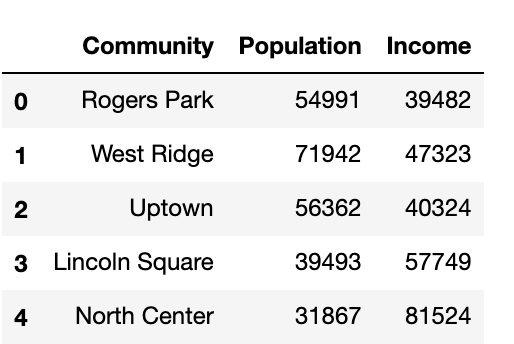 Community Population Income
0 Rogers Park 54991 39482
1 West Ridge 71942 47323
2 Uptown 56362 40324
3 Lincoln Square 39493 57749
4 North Center 31867 81524